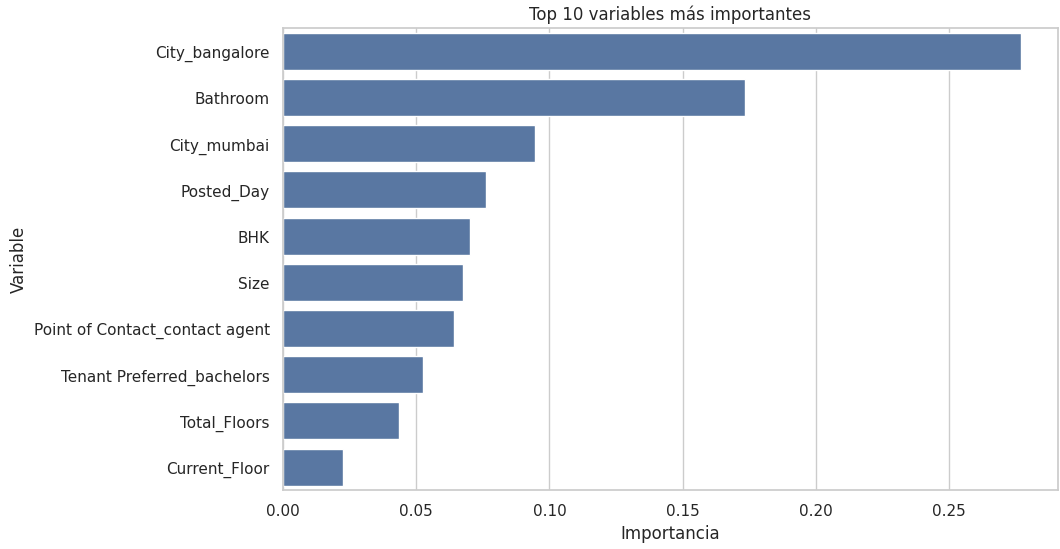 Top 10 variables más importantes
Variable
City_bangalore
Bathroom
City_mumbai
Posted_Day
BHK
Size
Point of Contact_contact agent
Tenant Preferred_bachelors
Total_Floors
Current_Floor
0.00 0.05 0.10 0.15 0.20 0.25
Importancia